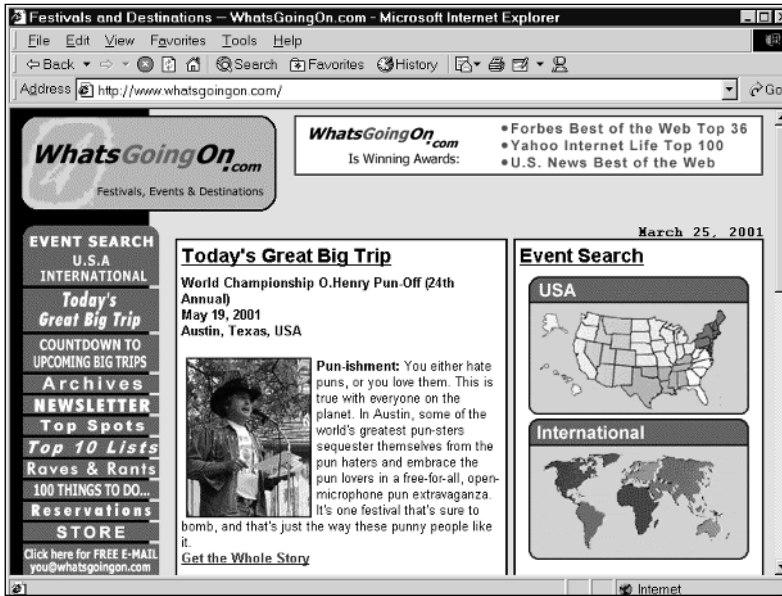 Festivals and Destinations — WhatsGoingOn.com - Microsoft Internet Explorer
File Edit View Favorites Tools Help
Back Search Favorites History
Address http://www.whatsgoingon.com/ Go
WhatsGoingOn.com
Festivals, Events & Destinations
WhatsGoingOn.com
Is Winning Awards:
•Forbes Best of the Web Top 36
•Yahoo Internet Life Top 100
•U.S. News Best of the Web
March 25, 2001
EVENT SEARCH
U.S.A
INTERNATIONAL
Today's
Great Big Trip
COUNTDOWN TO
UPCOMING BIG TRIPS
Archives
NEWSLETTER
Top Spots
Top 10 Lists
Raves & Rants
100 THINGS TO DO...
Reservations
STORE
Click here for FREE E-MAIL
you@whatsgoingon.com
Today's Great Big Trip
World Championship O.Henry Pun-Off (24th
Annual)
May 19, 2001
Austin, Texas, USA
Pun-ishment: You either hate
puns, or you love them. This is
true with everyone on the
planet. In Austin, some of the
world's greatest pun-sters
sequester themselves from the
pun haters and embrace the
pun lovers in a free-for-all, open-
microphone pun extravaganza.
It's one festival that's sure to
bomb, and that's just the way these punny people like
it.
Get the Whole Story
Event Search
USA
International
Internet